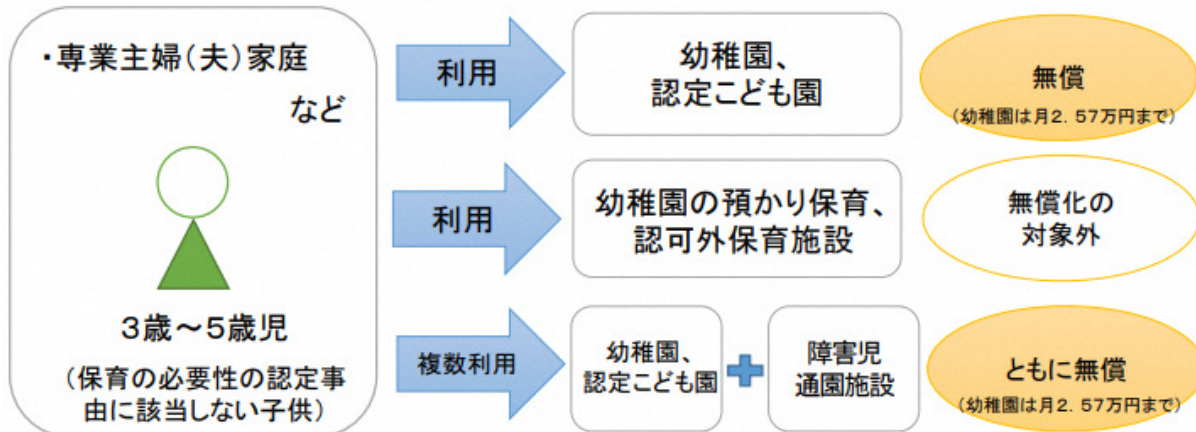 ・専業主婦(夫)家庭
など
3歳～5歳児
(保育の必要性の認定事
由に該当しない子供)
利用
幼稚園、
認定こども園
無償
(幼稚園は月2．57万円まで)
利用
幼稚園の預かり保育、
認可外保育施設
無償化の
対象外
複数利用
幼稚園、
認定こども園
障害児
通園施設
ともに無償
(幼稚園は月2．57万円まで)